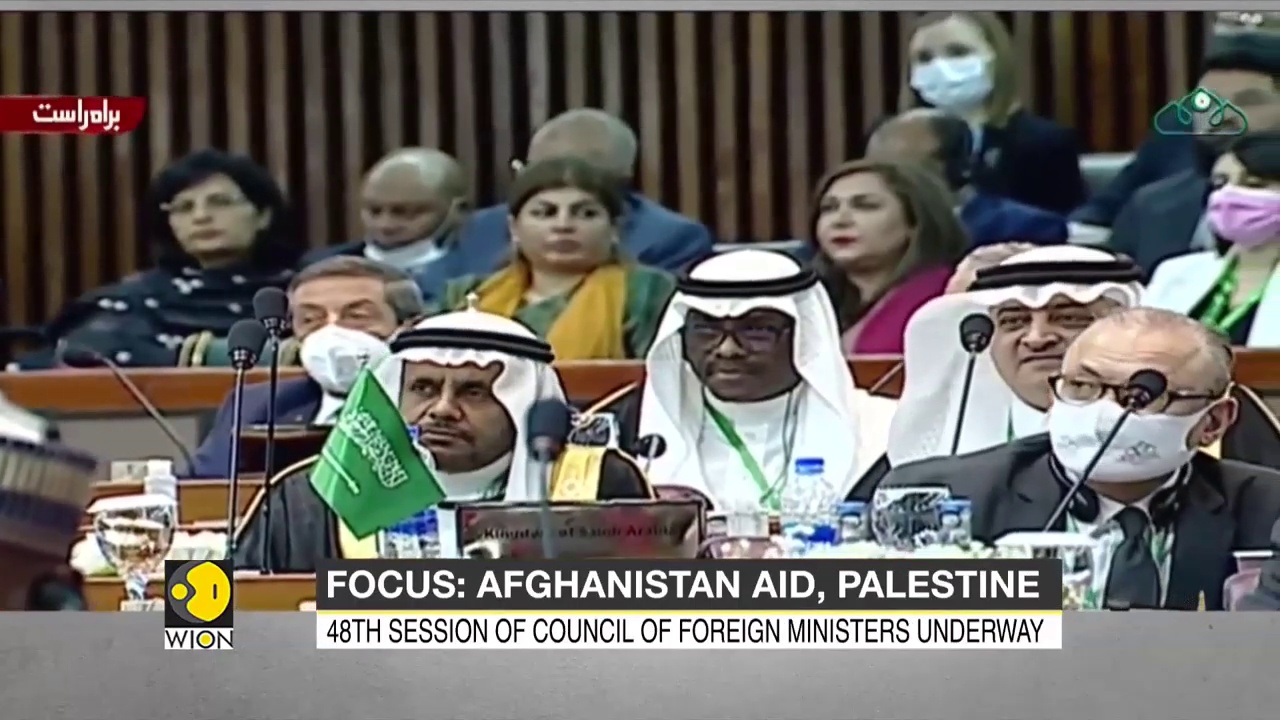 براہ راست
Kingdom of Saudi Arabia
FOCUS: AFGHANISTAN AID, PALESTINE
48TH SESSION OF COUNCIL OF FOREIGN MINISTERS UNDERWAY
WION